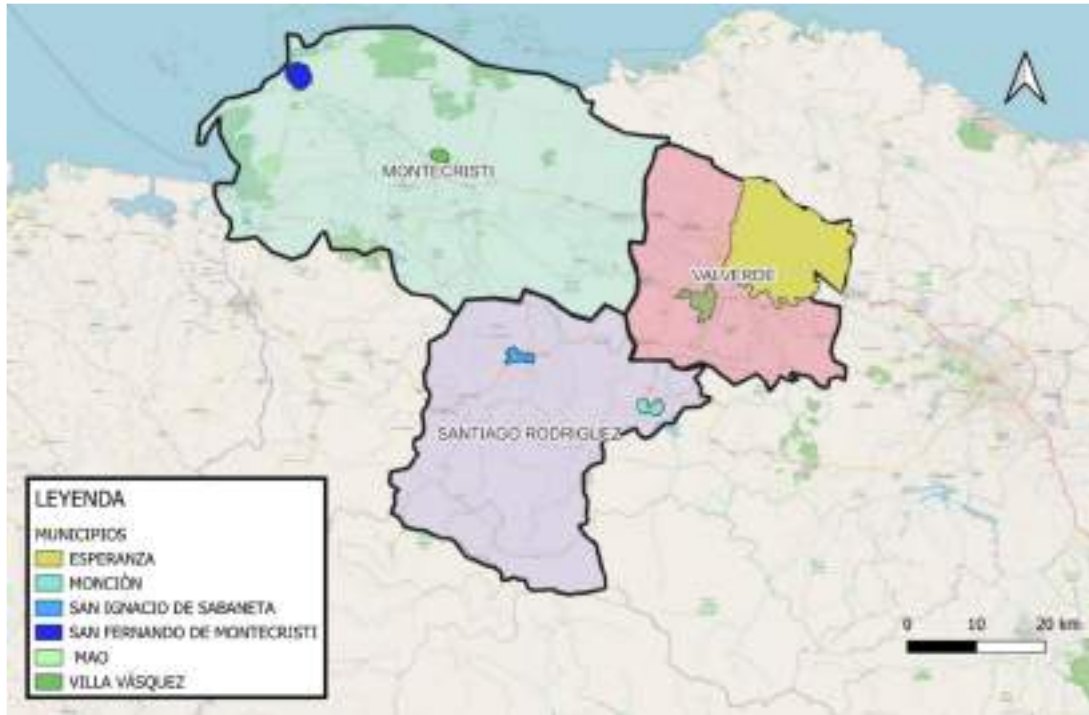 MONTECRISTI
VALVERDE
SANTIAGO RODRIGUEZ
LEYENDA
MUNICIPIOS
ESPERANZA
MONCIÒN
SAN IGNACIO DE SABANETA
SAN FERNANDO DE MONTECRISTI
MAO
VILLA VÁSQUEZ
0 10 20 km